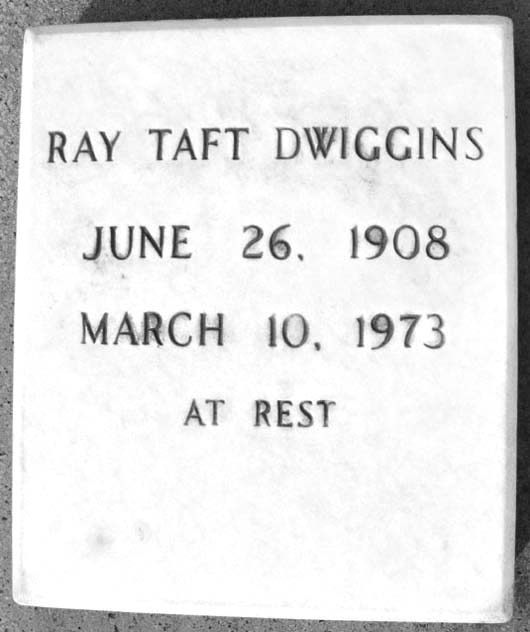 RAY TAFT DWIGGINS
JUNE 26, 1908
MARCH 10, 1973
AT REST